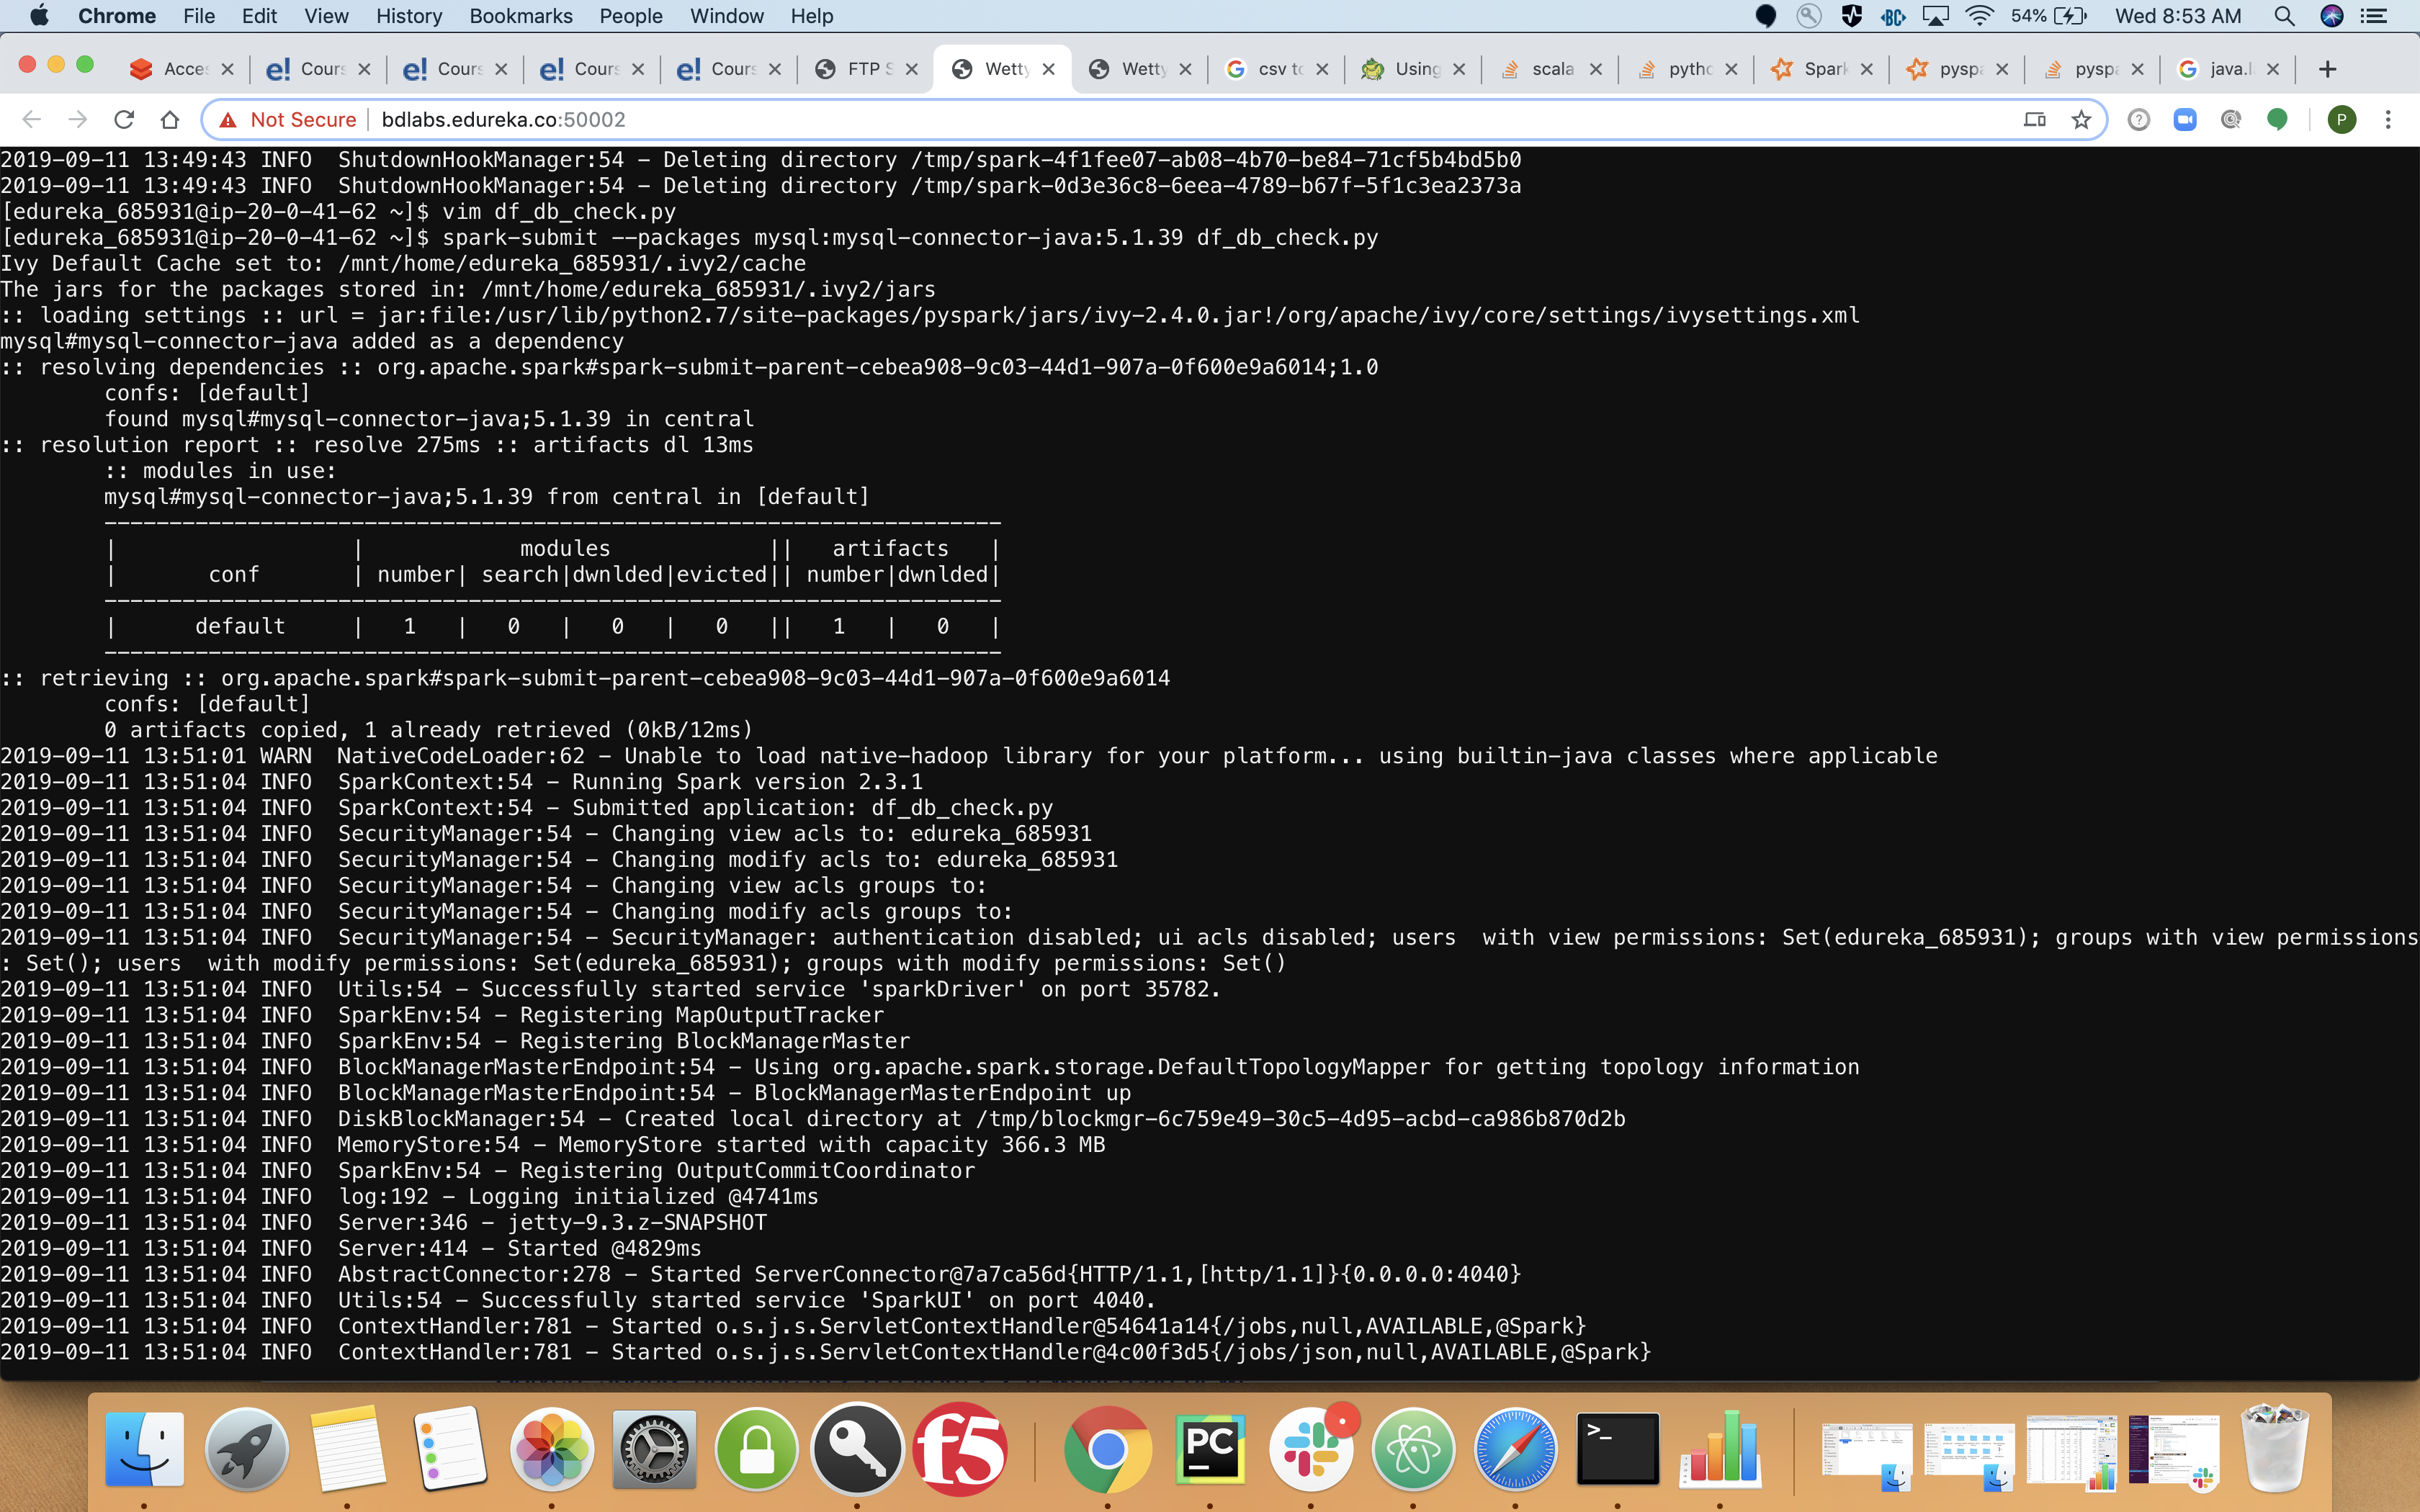 Chrome File Edit View History Bookmarks People Window Help 54% Wed 8:53 AM
Acces Cours Cours Cours Cours FTP S Wetty Wetty csv to Using scala pytho Spark pyspa pyspa java.l
Not Secure bdlabs.edureka.co:50002 P
2019-09-11 13:49:43 INFO  ShutdownHookManager:54 - Deleting directory /tmp/spark-4f1fee07-ab08-4b70-be84-71cf5b4bd5b0
2019-09-11 13:49:43 INFO  ShutdownHookManager:54 - Deleting directory /tmp/spark-0d3e36c8-6eea-4789-b67f-5f1c3ea2373a
[edureka_685931@ip-20-0-41-62 ~]$ vim df_db_check.py
[edureka_685931@ip-20-0-41-62 ~]$ spark-submit --packages mysql:mysql-connector-java:5.1.39 df_db_check.py
Ivy Default Cache set to: /mnt/home/edureka_685931/.ivy2/cache
The jars for the packages stored in: /mnt/home/edureka_685931/.ivy2/jars
:: loading settings :: url = jar:file:/usr/lib/python2.7/site-packages/pyspark/jars/ivy-2.4.0.jar!/org/apache/ivy/core/settings/ivysettings.xml
mysql#mysql-connector-java added as a dependency
:: resolving dependencies :: org.apache.spark#spark-submit-parent-cebea908-9c03-44d1-907a-0f600e9a6014;1.0
confs: [default]
found mysql#mysql-connector-java;5.1.39 in central
:: resolution report :: resolve 275ms :: artifacts dl 13ms
:: modules in use:
mysql#mysql-connector-java;5.1.39 from central in [default]
---------------------------------------------------------------------
|                  |            modules            ||   artifacts   |
|       conf       | number| search|dwnlded|evicted|| number|dwnlded|
---------------------------------------------------------------------
|      default     |   1   |   0   |   0   |   0   ||   1   |   0   |
---------------------------------------------------------------------
:: retrieving :: org.apache.spark#spark-submit-parent-cebea908-9c03-44d1-907a-0f600e9a6014
confs: [default]
0 artifacts copied, 1 already retrieved (0kB/12ms)
2019-09-11 13:51:01 WARN  NativeCodeLoader:62 - Unable to load native-hadoop library for your platform... using builtin-java classes where applicable
2019-09-11 13:51:04 INFO  SparkContext:54 - Running Spark version 2.3.1
2019-09-11 13:51:04 INFO  SparkContext:54 - Submitted application: df_db_check.py
2019-09-11 13:51:04 INFO  SecurityManager:54 - Changing view acls to: edureka_685931
2019-09-11 13:51:04 INFO  SecurityManager:54 - Changing modify acls to: edureka_685931
2019-09-11 13:51:04 INFO  SecurityManager:54 - Changing view acls groups to:
2019-09-11 13:51:04 INFO  SecurityManager:54 - Changing modify acls groups to:
2019-09-11 13:51:04 INFO  SecurityManager:54 - SecurityManager: authentication disabled; ui acls disabled; users  with view permissions: Set(edureka_685931); groups with view permissions
: Set(); users  with modify permissions: Set(edureka_685931); groups with modify permissions: Set()
2019-09-11 13:51:04 INFO  Utils:54 - Successfully started service 'sparkDriver' on port 35782.
2019-09-11 13:51:04 INFO  SparkEnv:54 - Registering MapOutputTracker
2019-09-11 13:51:04 INFO  SparkEnv:54 - Registering BlockManagerMaster
2019-09-11 13:51:04 INFO  BlockManagerMasterEndpoint:54 - Using org.apache.spark.storage.DefaultTopologyMapper for getting topology information
2019-09-11 13:51:04 INFO  BlockManagerMasterEndpoint:54 - BlockManagerMasterEndpoint up
2019-09-11 13:51:04 INFO  DiskBlockManager:54 - Created local directory at /tmp/blockmgr-6c759e49-30c5-4d95-acbd-ca986b870d2b
2019-09-11 13:51:04 INFO  MemoryStore:54 - MemoryStore started with capacity 366.3 MB
2019-09-11 13:51:04 INFO  SparkEnv:54 - Registering OutputCommitCoordinator
2019-09-11 13:51:04 INFO  log:192 - Logging initialized @4741ms
2019-09-11 13:51:04 INFO  Server:346 - jetty-9.3.z-SNAPSHOT
2019-09-11 13:51:04 INFO  Server:414 - Started @4829ms
2019-09-11 13:51:04 INFO  AbstractConnector:278 - Started ServerConnector@7a7ca56d{HTTP/1.1,[http/1.1]}{0.0.0.0:4040}
2019-09-11 13:51:04 INFO  Utils:54 - Successfully started service 'SparkUI' on port 4040.
2019-09-11 13:51:04 INFO  ContextHandler:781 - Started o.s.j.s.ServletContextHandler@54641a14{/jobs,null,AVAILABLE,@Spark}
2019-09-11 13:51:04 INFO  ContextHandler:781 - Started o.s.j.s.ServletContextHandler@4c00f3d5{/jobs/json,null,AVAILABLE,@Spark}
f5 PC >_